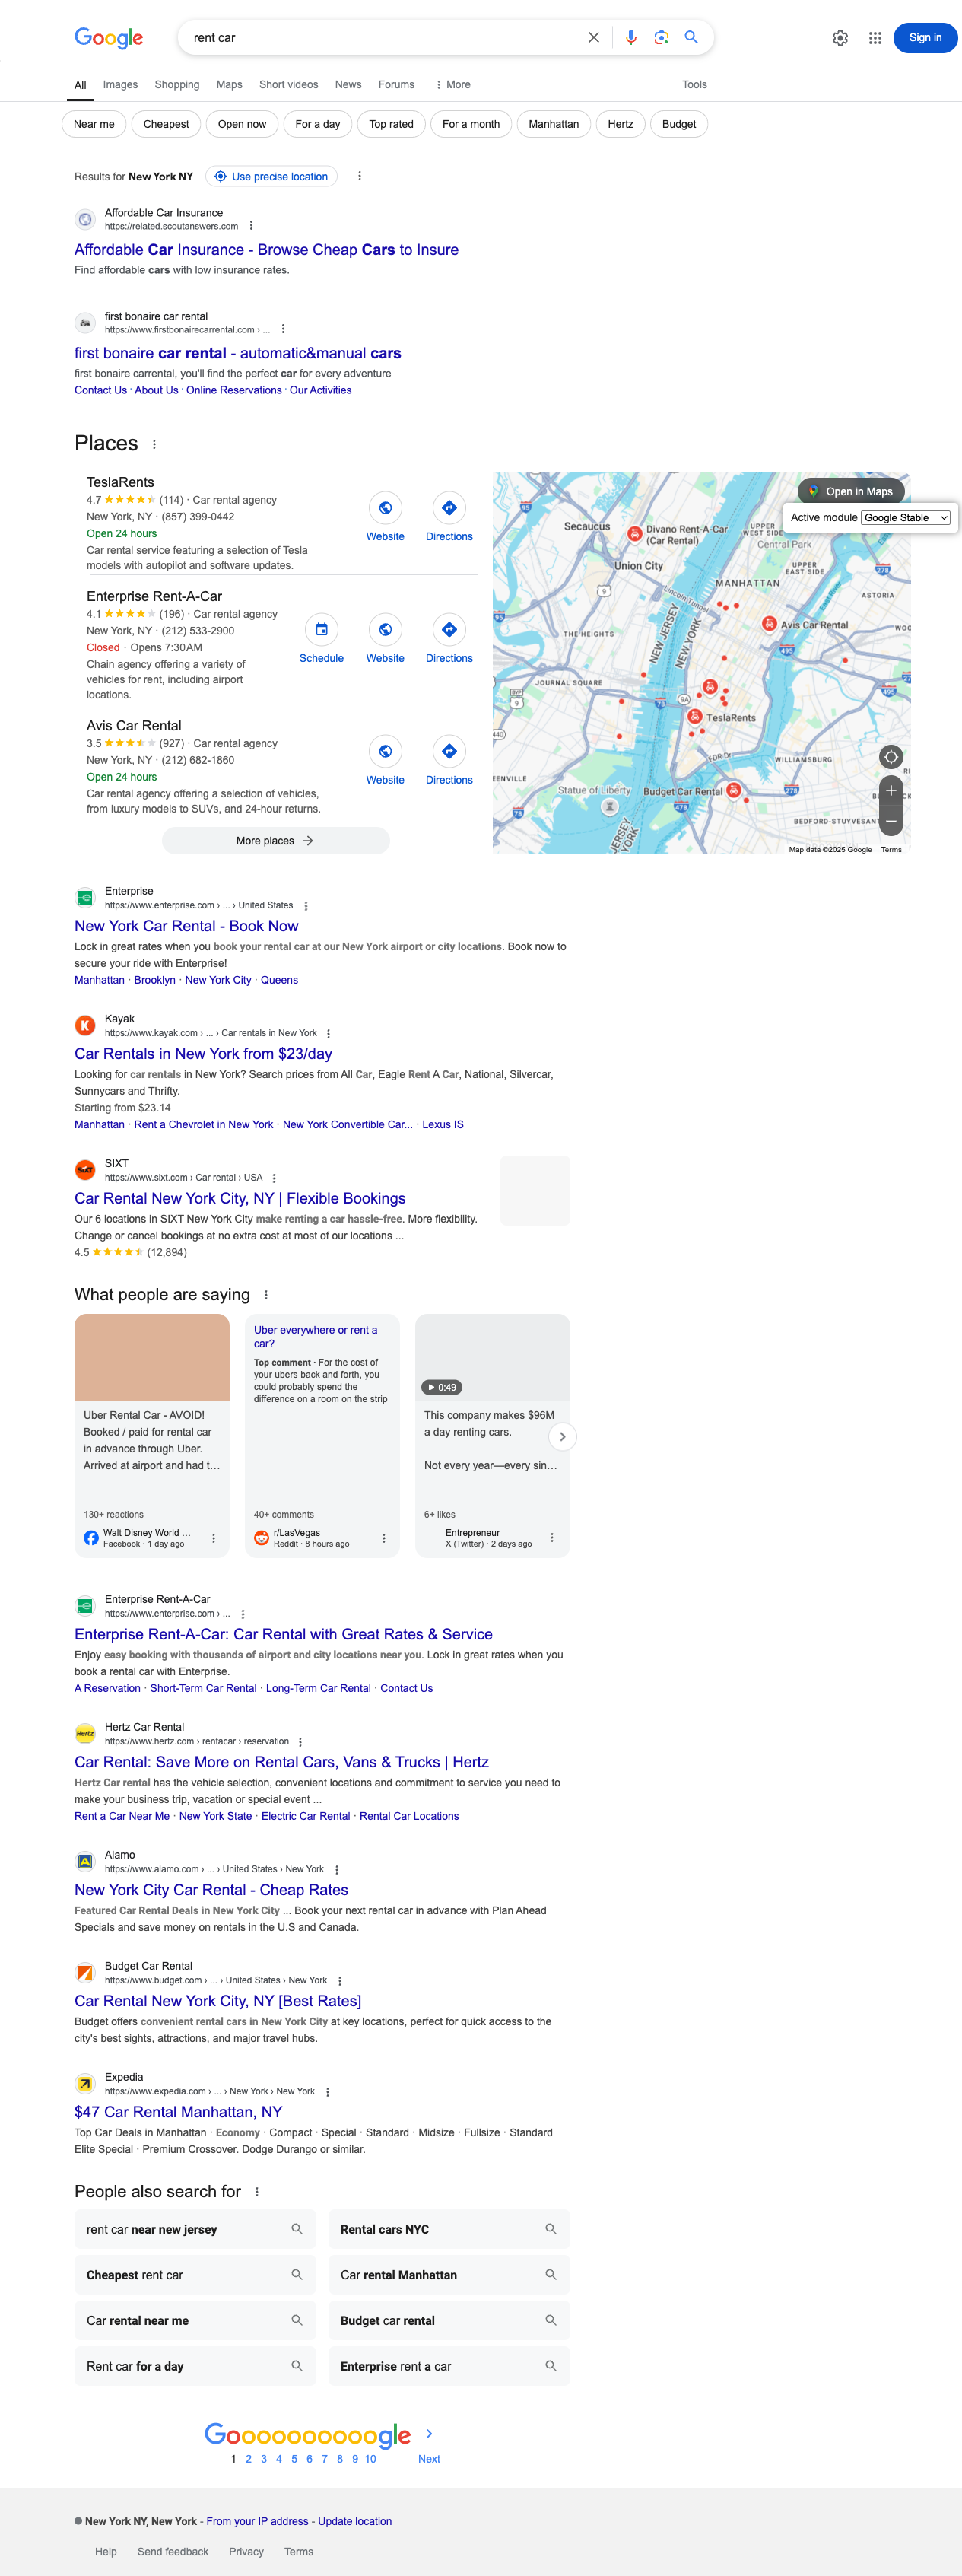 Google
rent car
Sign in
All Images Shopping Maps Short videos News Forums More Tools
Near me Cheapest Open now For a day Top rated For a month Manhattan Hertz Budget
Results for New York NY Use precise location
Affordable Car Insurance
https://related.scoutanswers.com
Affordable Car Insurance - Browse Cheap Cars to Insure
Find affordable cars with low insurance rates.
first bonaire car rental
https://www.firstbonairecarrental.com › ...
first bonaire car rental - automatic&manual cars
first bonaire carrental, you'll find the perfect car for every adventure
Contact Us · About Us · Online Reservations · Our Activities
Places
TeslaRents
4.7 (114) · Car rental agency
New York, NY · (857) 399-0442
Open 24 hours
Car rental service featuring a selection of Tesla
models with autopilot and software updates.
Website Directions
Enterprise Rent-A-Car
4.1 (196) · Car rental agency
New York, NY · (212) 533-2900
Closed · Opens 7:30 AM
Chain agency offering a variety of
vehicles for rent, including airport
locations.
Schedule Website Directions
Avis Car Rental
3.5 (927) · Car rental agency
New York, NY · (212) 682-1860
Open 24 hours
Car rental agency offering a selection of vehicles,
from luxury models to SUVs, and 24-hour returns.
Website Directions
More places
Open in Maps
Active module Google Stable
95
Secaucus
Divano Rent-A-Car
(Car Rental)
UPPER
WEST SIDE
Central Park
Union City
UPPER
EAST SIDE
278
MANHATTAN
ASTORIA
9
Lincoln Tunnel
East River
95
THE HEIGHTS
NEW JERSEY
NEW YORK
Avis Car Rental
495
278
JOURNAL SQUARE
495
BYP
9
78
9A
TeslaRents
440
FDR Dr
WILLIAMSBURG
Statue of Liberty
Budget Car Rental
278
478
78
BEDFORD-STUYVESANT
JERSEY
YORK
Map data ©2025 Google Terms
Enterprise
https://www.enterprise.com › ... › United States
New York Car Rental - Book Now
Lock in great rates when you book your rental car at our New York airport or city locations. Book now to
secure your ride with Enterprise!
Manhattan · Brooklyn · New York City · Queens
K
Kayak
https://www.kayak.com › ... › Car rentals in New York
Car Rentals in New York from $23/day
Looking for car rentals in New York? Search prices from All Car, Eagle Rent A Car, National, Silvercar,
Sunnycars and Thrifty.
Starting from $23.14
Manhattan · Rent a Chevrolet in New York · New York Convertible Car... · Lexus IS
SIXT
SIXT
https://www.sixt.com › Car rental › USA
Car Rental New York City, NY | Flexible Bookings
Our 6 locations in SIXT New York City make renting a car hassle-free. More flexibility.
Change or cancel bookings at no extra cost at most of our locations ...
4.5 (12,894)
What people are saying
Uber Rental Car - AVOID!
Booked / paid for rental car
in advance through Uber.
Arrived at airport and had t...
130+ reactions
Walt Disney World ...
Facebook · 1 day ago
Uber everywhere or rent a
car?
Top comment · For the cost
of your ubers back and forth, you
could probably spend the
difference on a room on the strip
40+ comments
r/LasVegas
Reddit · 8 hours ago
0:49
This company makes $96M
a day renting cars.
Not every year—every sin...
6+ likes
Entrepreneur
X (Twitter) · 2 days ago
Enterprise Rent-A-Car
https://www.enterprise.com › ...
Enterprise Rent-A-Car: Car Rental with Great Rates & Service
Enjoy easy booking with thousands of airport and city locations near you. Lock in great rates when you
book a rental car with Enterprise.
A Reservation · Short-Term Car Rental · Long-Term Car Rental · Contact Us
Hertz
Hertz Car Rental
https://www.hertz.com › rentacar › reservation
Car Rental: Save More on Rental Cars, Vans & Trucks | Hertz
Hertz Car rental has the vehicle selection, convenient locations and commitment to service you need to
make your business trip, vacation or special event ...
Rent a Car Near Me · New York State · Electric Car Rental · Rental Car Locations
A
Alamo
https://www.alamo.com › ... › United States › New York
New York City Car Rental - Cheap Rates
Featured Car Rental Deals in New York City ... Book your next rental car in advance with Plan Ahead
Specials and save money on rentals in the U.S and Canada.
Budget Car Rental
https://www.budget.com › ... › United States › New York
Car Rental New York City, NY [Best Rates]
Budget offers convenient rental cars in New York City at key locations, perfect for quick access to the
city's best sights, attractions, and major travel hubs.
Expedia
https://www.expedia.com › ... › New York › New York
$47 Car Rental Manhattan, NY
Top Car Deals in Manhattan · Economy · Compact · Special · Standard · Midsize · Fullsize · Standard
Elite Special · Premium Crossover. Dodge Durango or similar.
People also search for
rent car near new jersey
Rental cars NYC
Cheapest rent car
Car rental Manhattan
Car rental near me
Budget car rental
Rent car for a day
Enterprise rent a car
Goooooooooogle
1 2 3 4 5 6 7 8 9 10 Next
New York NY, New York - From your IP address - Update location
Help Send feedback Privacy Terms